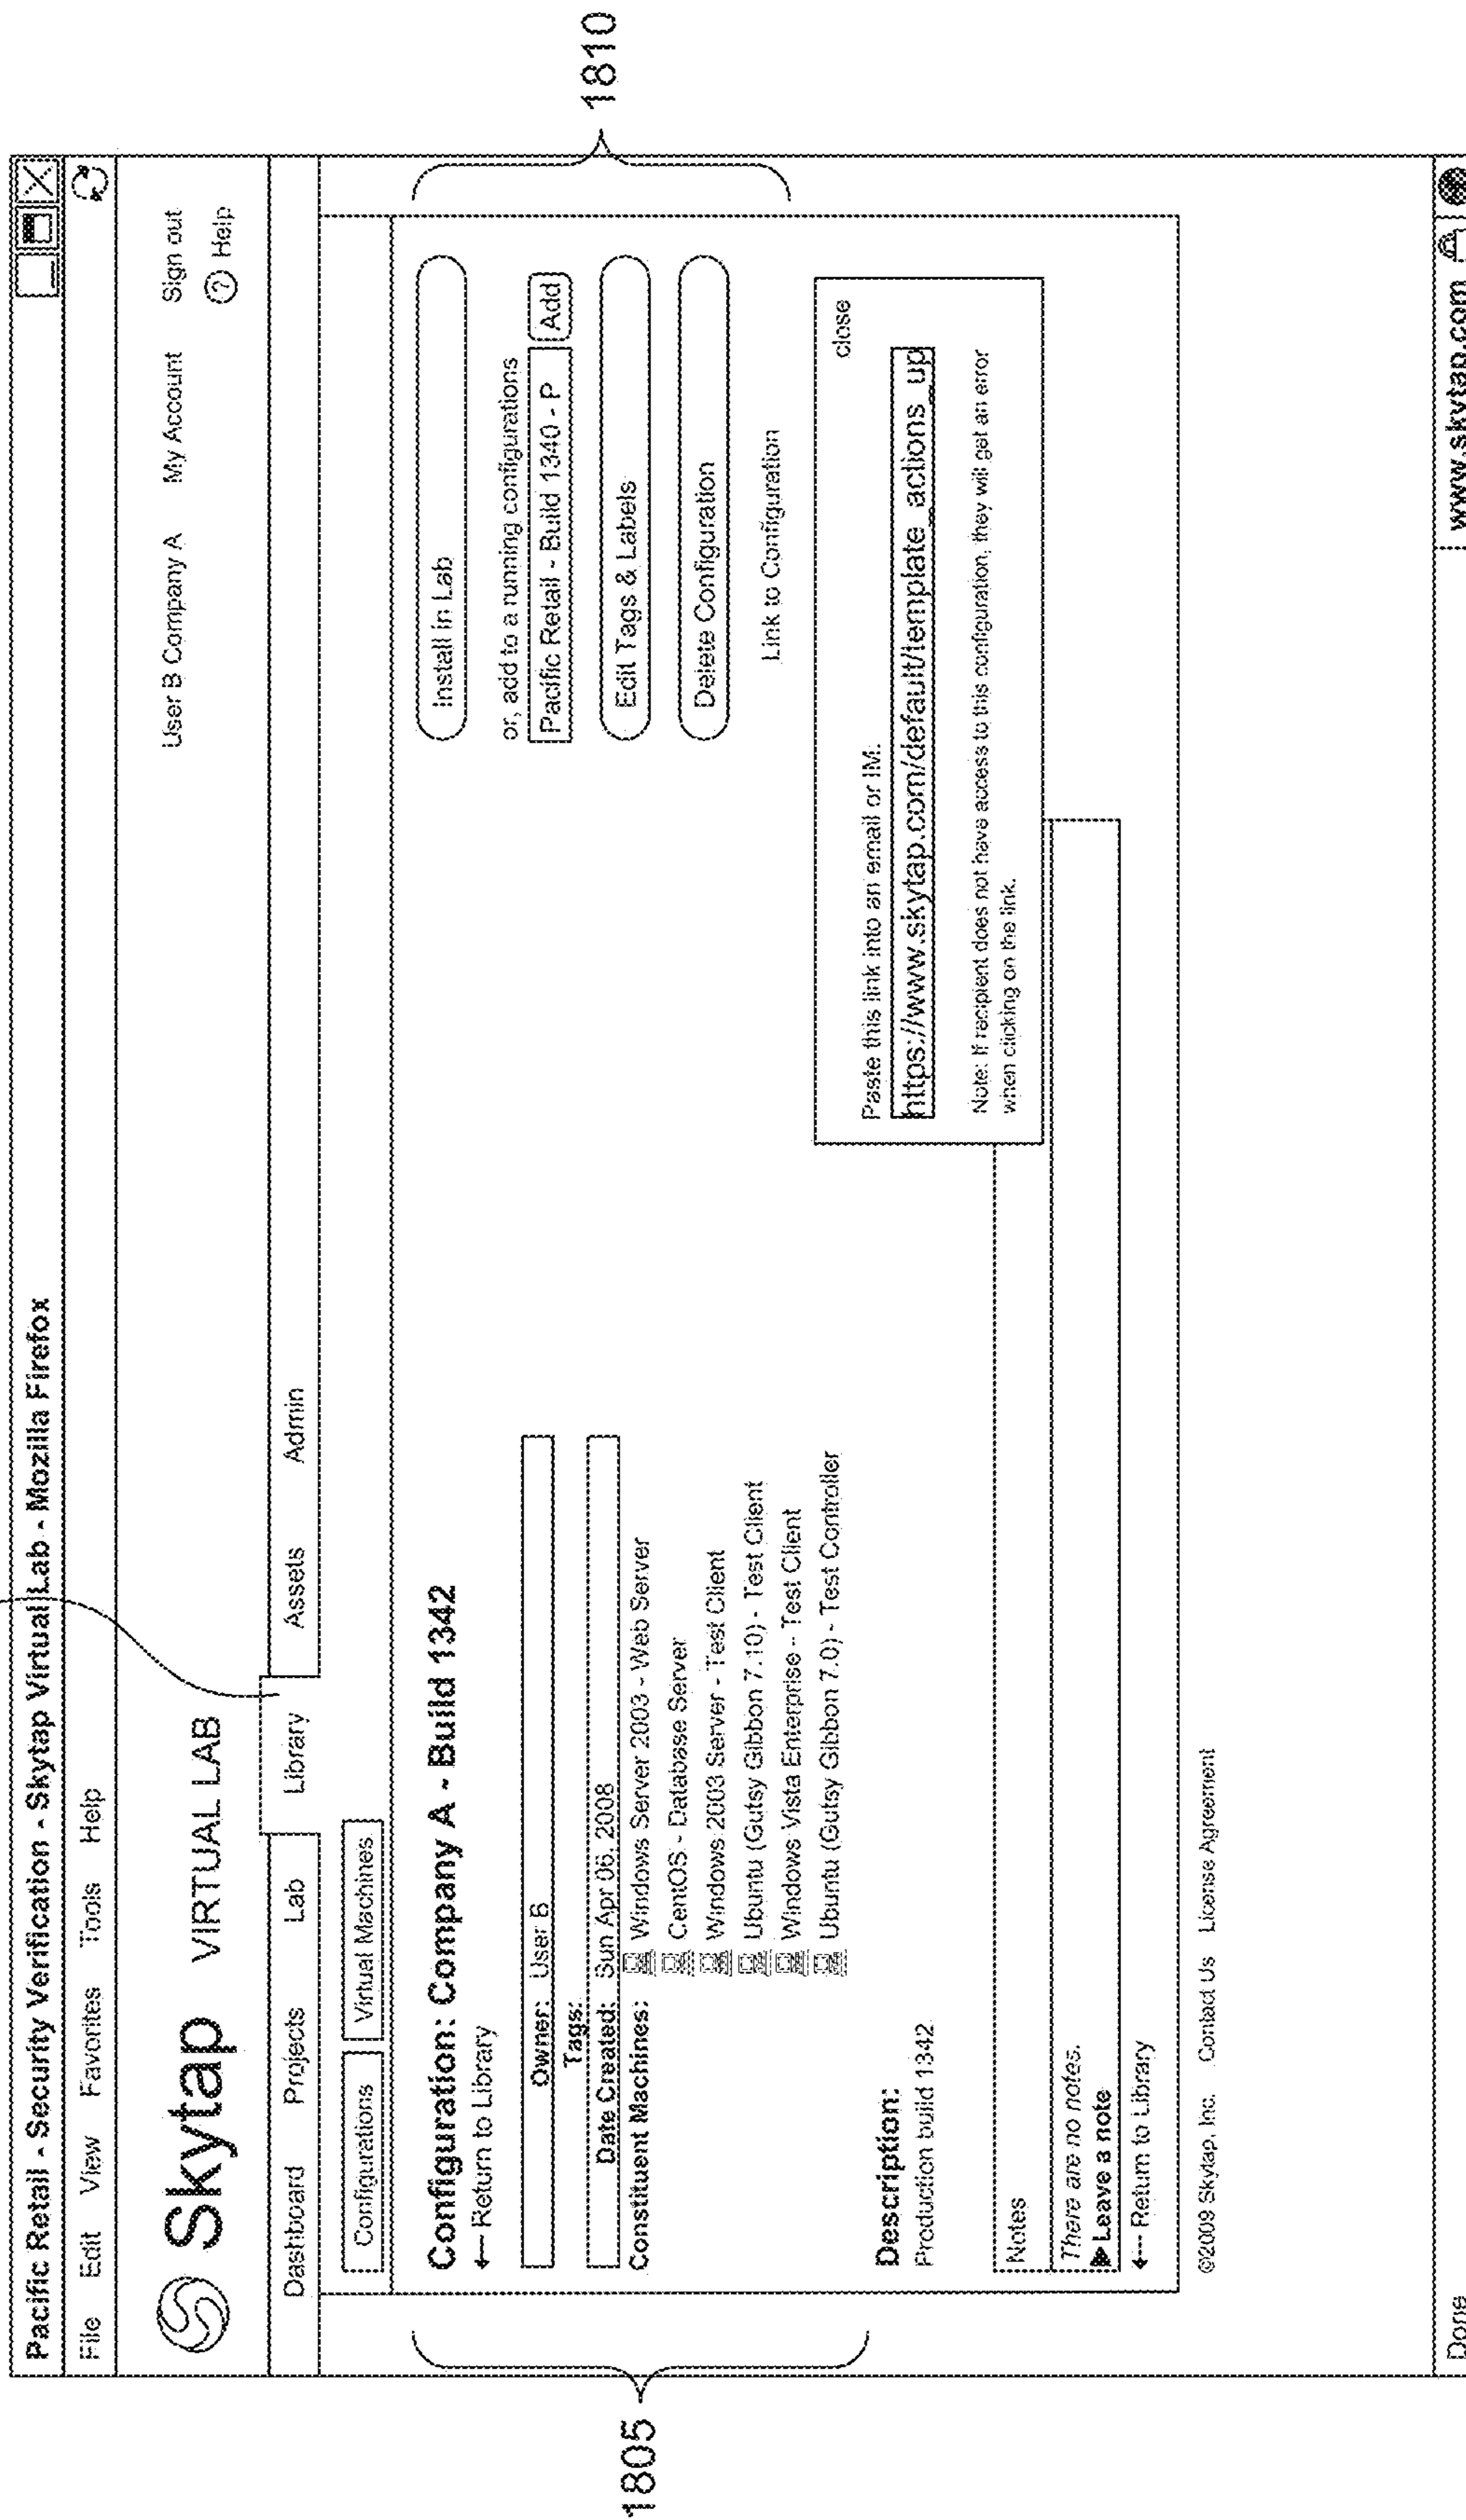 Pacific Retail - Security Verification - Skytap Virtual Lab - Mozilla Firefox
File Edit View Favorites Tools Help
Skytap VIRTUAL LAB
User B Company A My Account Sign out
? Help
Dashboard Projects Lab Library Assets Admin
Configurations Virtual Machines
Configuration: Company A - Build 1342
← Return to Library
Owner: User B
Tags:
Date Created: Sun Apr 06, 2008
Constituent Machines: Windows Server 2003 - Web Server
CentOS - Database Server
Windows 2003 Server - Test Client
Ubuntu (Gutsy Gibbon 7.10) - Test Client
Windows Vista Enterprise - Test Client
Ubuntu (Gutsy Gibbon 7.0) - Test Controller
Description:
Production build 1342
Install in Lab
or, add to a running configurations
Pacific Retail - Build 1340 - P Add
Edit Tags & Labels
Delete Configuration
Link to Configuration
close
Paste this link into an email or IM:
https://www.skytap.com/default/template_actions_up
Note: If recipient does not have access to this configuration, they will get an error
when clicking on the link.
Notes
There are no notes.
▶ Leave a note
← Return to Library
©2009 Skytap, Inc. Contact Us License Agreement
Done www.skytap.com
1805
1810